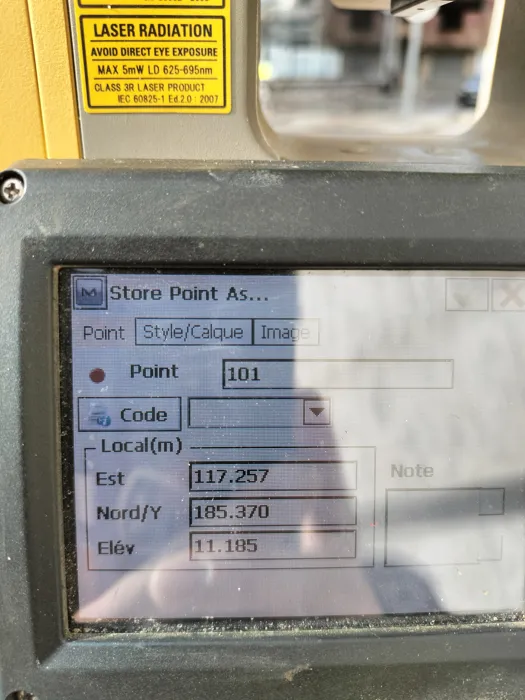 LASER RADIATION
AVOID DIRECT EYE EXPOSURE
MAX 5mW LD 625-695nm
CLASS 3R LASER PRODUCT
IEC 60825-1 Ed.2.0 : 2007
Store Point As...
Point Style/Calque Image
Point 101
Code
Local(m)
Est 117.257
Note
Nord/Y 185.370
Elév 11.185